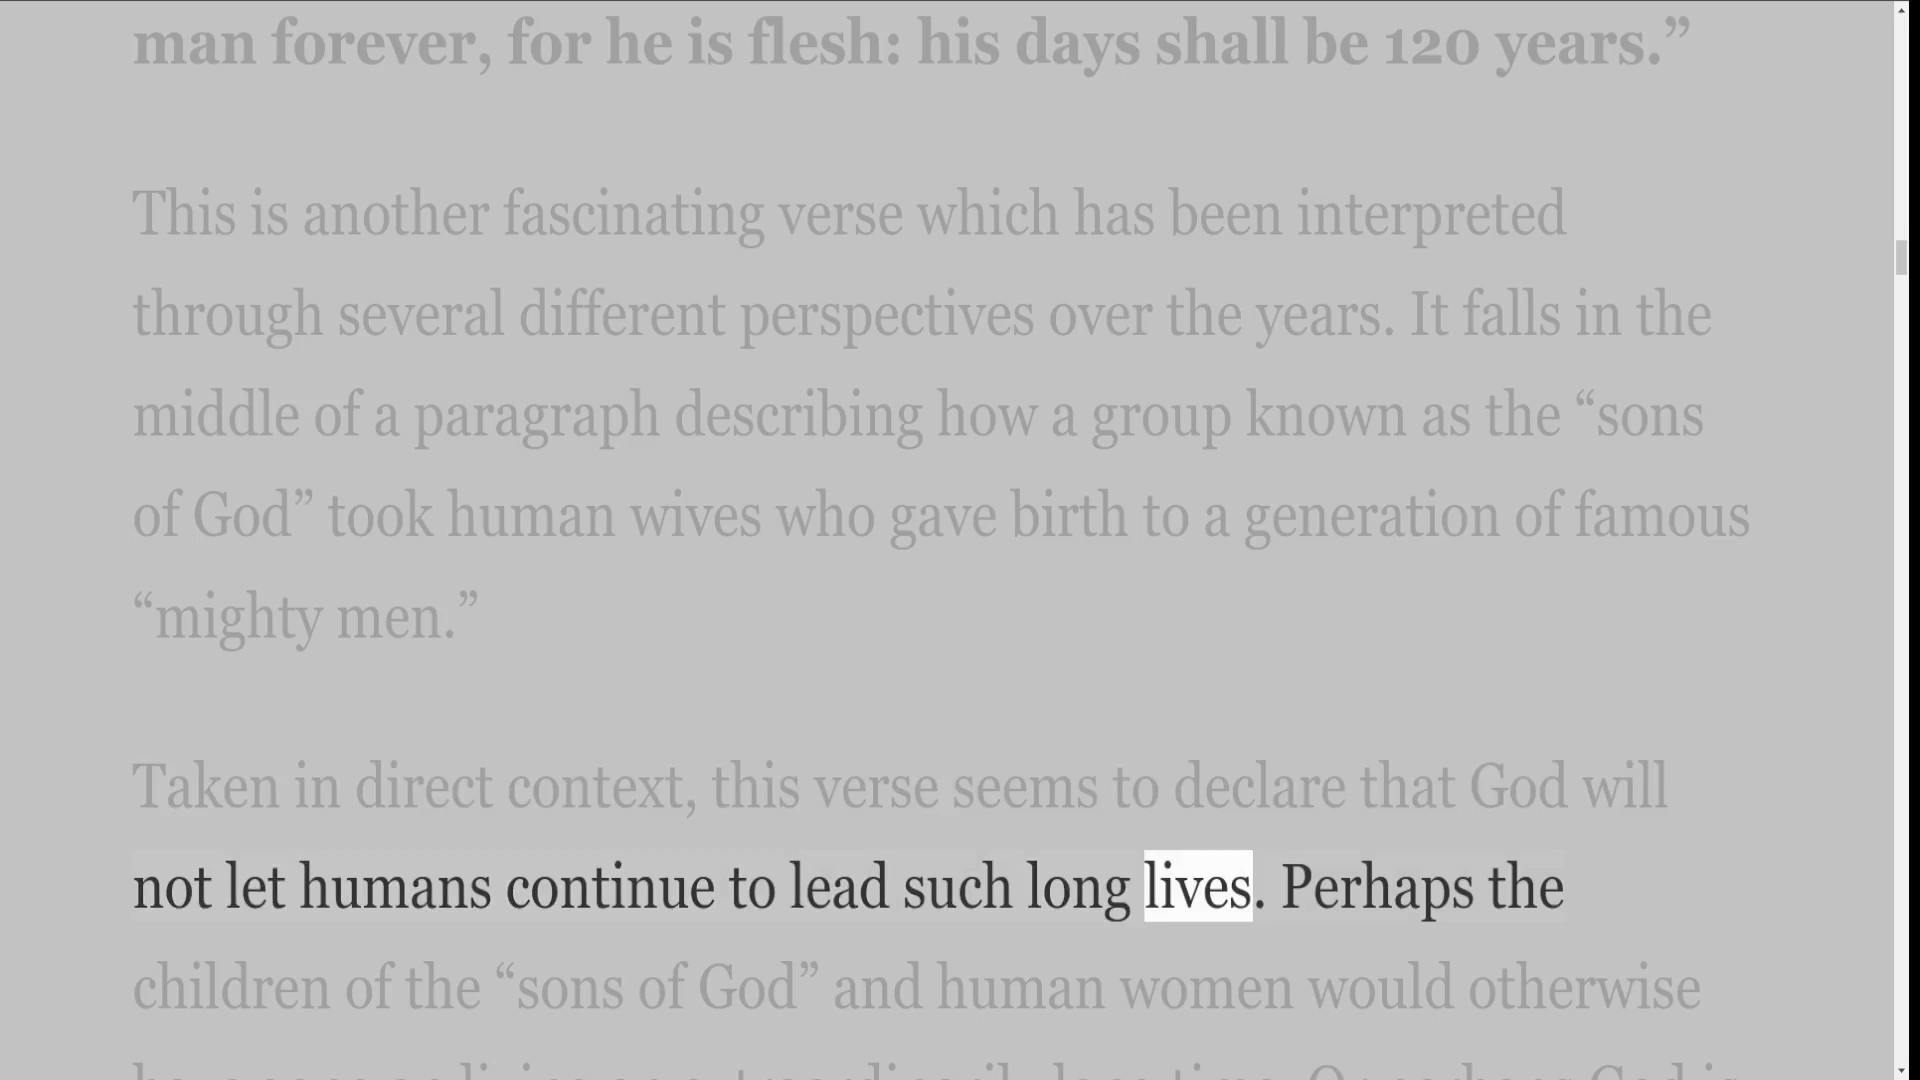 man forever, for he is flesh: his days shall be 120 years.”
This is another fascinating verse which has been interpreted
through several different perspectives over the years. It falls in the
middle of a paragraph describing how a group known as the “sons
of God” took human wives who gave birth to a generation of famous
“mighty men.”
Taken in direct context, this verse seems to declare that God will
not let humans continue to lead such long lives. Perhaps the
children of the “sons of God” and human women would otherwise